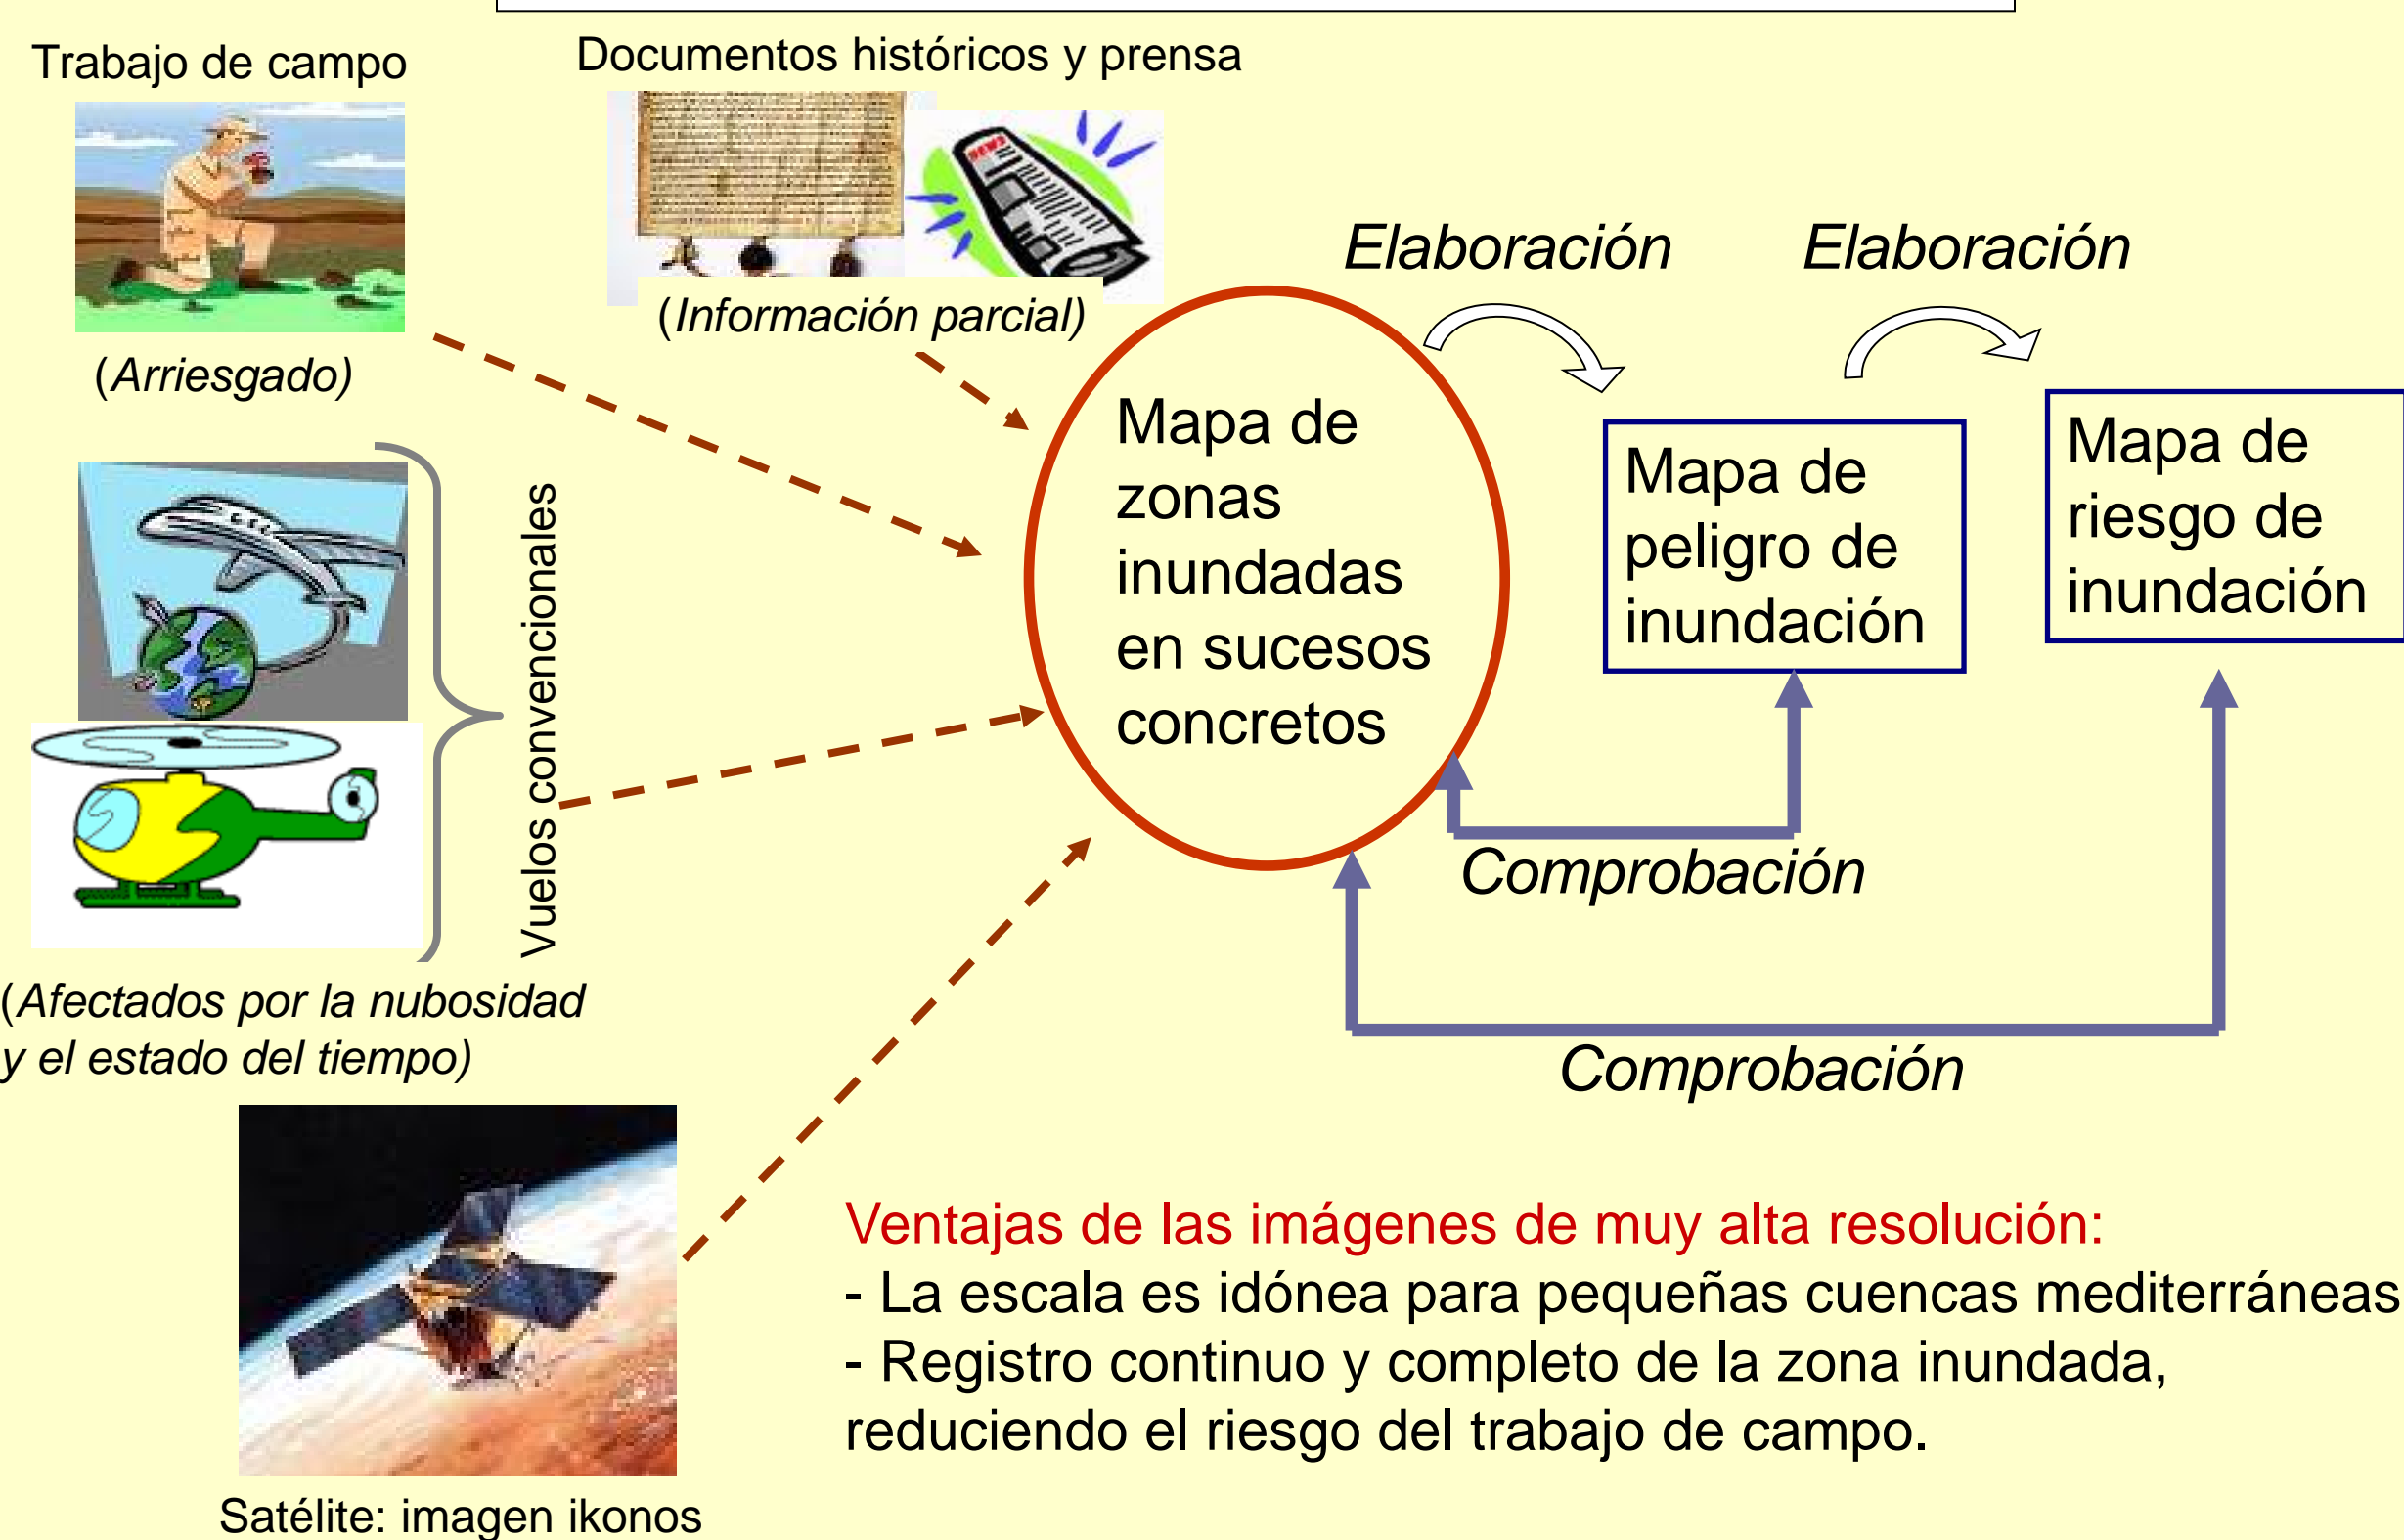 Trabajo de campo
Documentos históricos y prensa
NEWS
(Información parcial)
(Arriesgado)
Vuelos convencionales
(Afectados por la nubosidad
y el estado del tiempo)
Satélite: imagen ikonos
Mapa de
zonas
inundadas
en sucesos
concretos
Elaboración
Elaboración
Mapa de
peligro de
inundación
Mapa de
riesgo de
inundación
Comprobación
Comprobación
Ventajas de las imágenes de muy alta resolución:
- La escala es idónea para pequeñas cuencas mediterráneas
- Registro continuo y completo de la zona inundada,
reduciendo el riesgo del trabajo de campo.